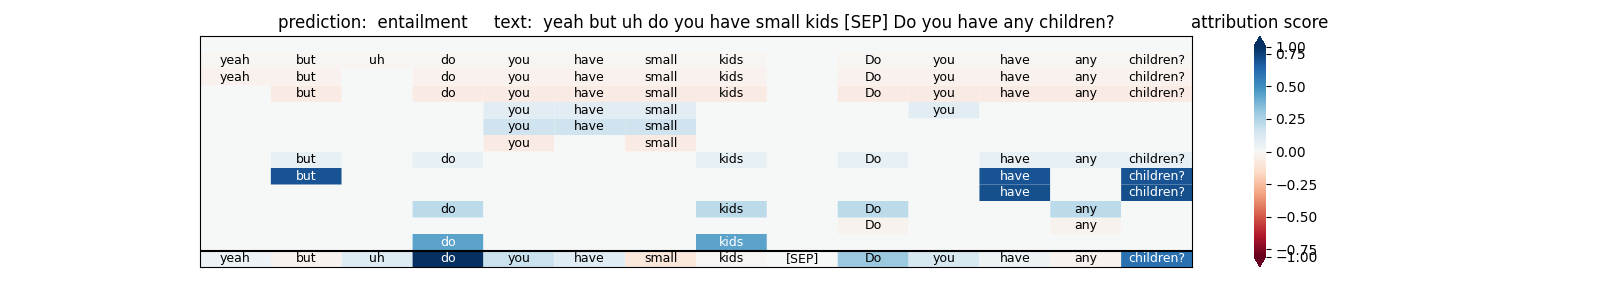 prediction:  entailment     text:  yeah but uh do you have small kids [SEP] Do you have any children?     attribution score
yeah but uh do you have small kids Do you have any children?
yeah but do you have small kids Do you have any children?
but do you have small kids Do you have any children?
you have small you
you have small
you small
but do kids Do have any children?
but have children?
have children?
do kids Do any
Do any
do kids
yeah but uh do you have small kids [SEP] Do you have any children?
1.00
0.75
0.50
0.25
0.00
−0.25
−0.50
−0.75
−1.00